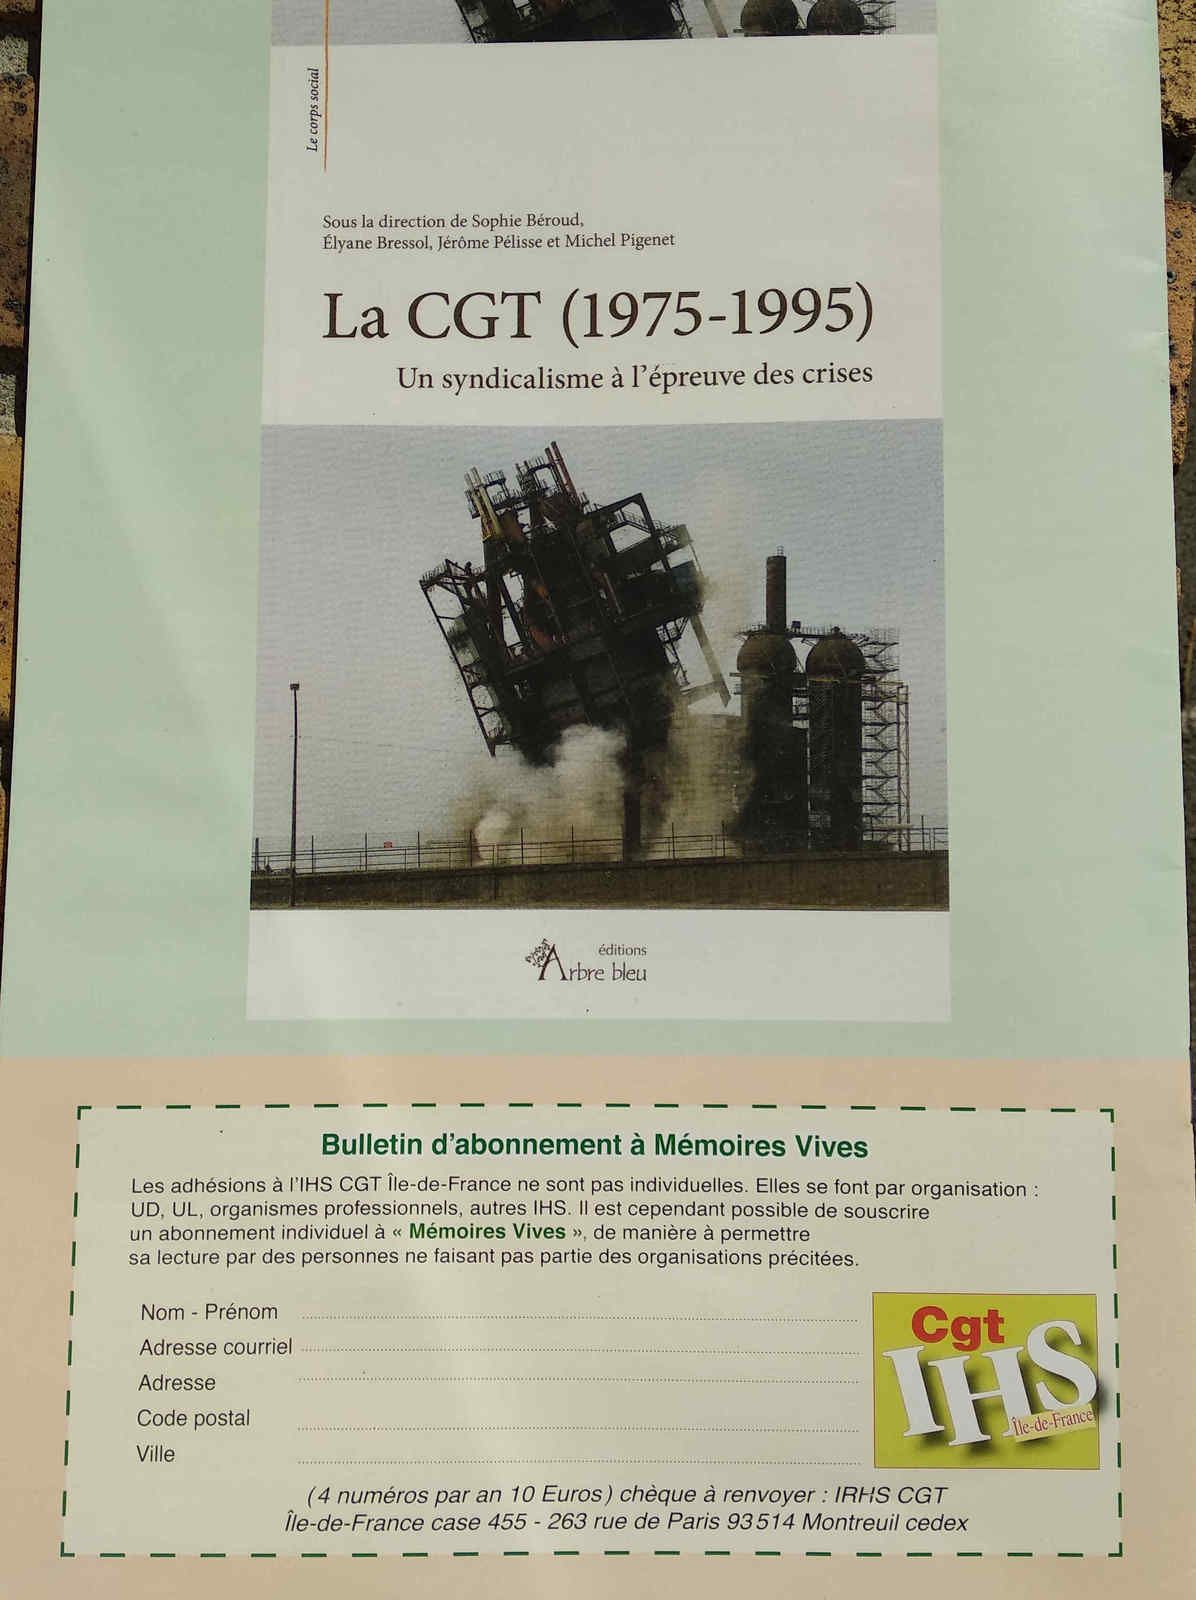 Le corps social
Sous la direction de Sophie Béroud,
Élyane Bressol, Jérôme Pélisse et Michel Pigenet
La CGT (1975-1995)
Un syndicalisme à l'épreuve des crises
éditions
Arbre bleu
Bulletin d'abonnement à Mémoires Vives
Les adhésions à l'IHS CGT Île-de-France ne sont pas individuelles. Elles se font par organisation :
UD, UL, organismes professionnels, autres IHS. Il est cependant possible de souscrire
un abonnement individuel à « Mémoires Vives », de manière à permettre
sa lecture par des personnes ne faisant pas partie des organisations précitées.
Nom - Prénom
Adresse courriel
Adresse
Code postal
Ville
Cgt
IHS
Île-de-France
(4 numéros par an 10 Euros) chèque à renvoyer : IRHS CGT
Île-de-France case 455 - 263 rue de Paris 93514 Montreuil cedex